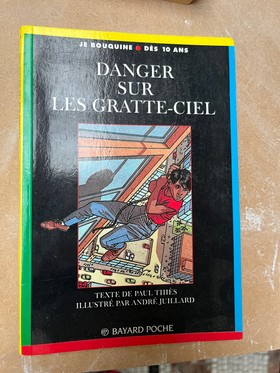 JE BOUQUINE ● DÈS 10 ANS
DANGER
SUR
LES GRATTE-CIEL
TEXTE DE PAUL THIÈS
ILLUSTRÉ PAR ANDRÉ JUILLARD
BAYARD POCHE